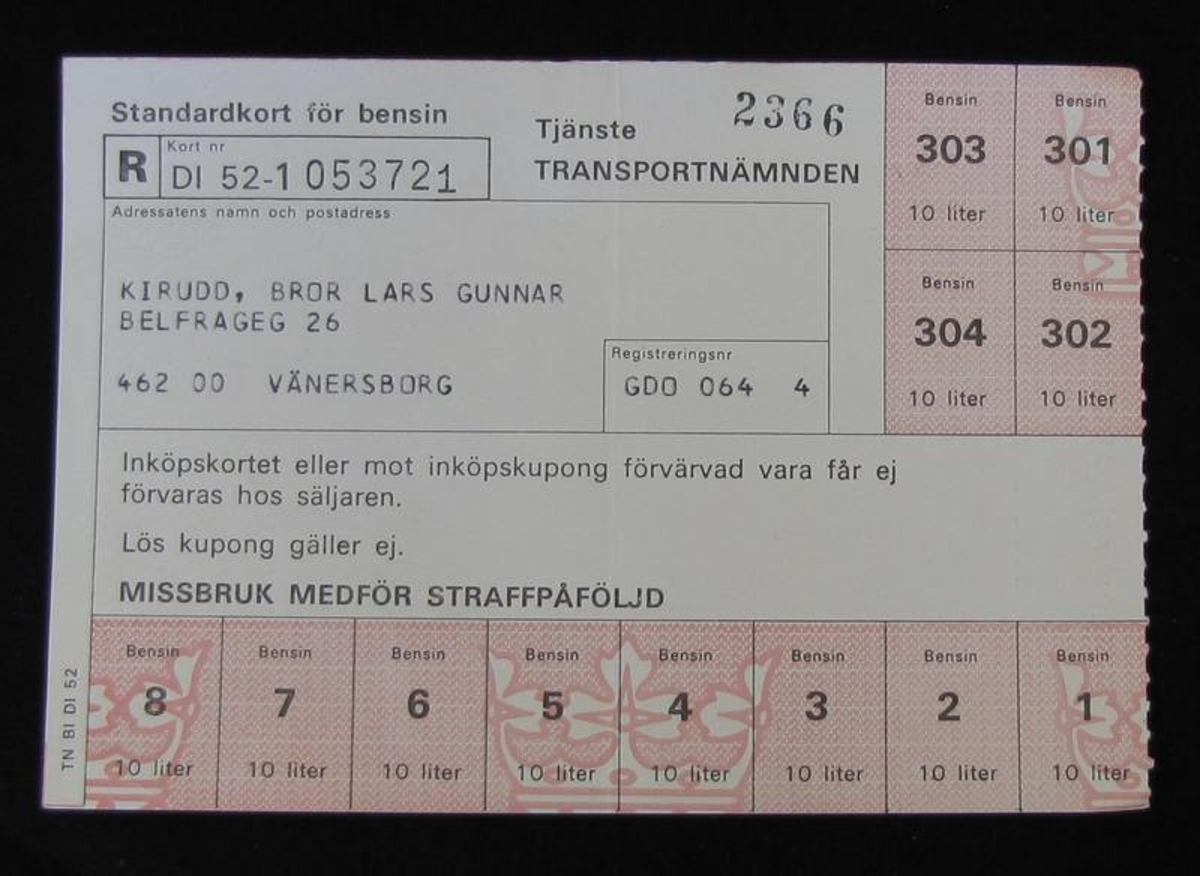 Standardkort för bensin
R
Kort nr
DI 52-1 053721
Tjänste
2366
TRANSPORTNÄMNDEN
Adressatens namn och postadress
KIRUDD, BROR LARS GUNNAR
BELFRAGEG 26
462 00 VÄNERSBORG
Registreringsnr
GDO 064 4
Bensin Bensin
303 301
10 liter 10 liter
Bensin Bensin
304 302
10 liter 10 liter
Inköpskortet eller mot inköpskupong förvärvad vara får ej
förvaras hos säljaren.
Lös kupong gäller ej.
MISSBRUK MEDFÖR STRAFFPÅFÖLJD
TN BI DI 52
Bensin Bensin Bensin Bensin Bensin Bensin Bensin Bensin
8 7 6 5 4 3 2 1
10 liter 10 liter 10 liter 10 liter 10 liter 10 liter 10 liter 10 liter